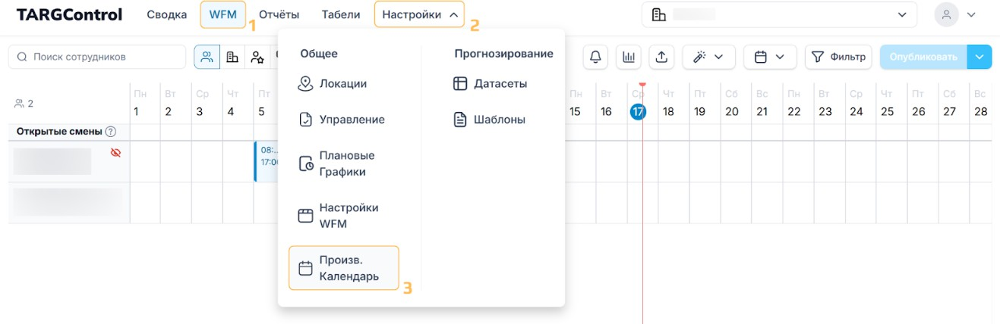 TARGControl Сводка WFM Отчёты Табели Настройки
1 2
Поиск сотрудников Фильтр Опубликовать
Общее Прогнозирование
Локации Датасеты
Управление Шаблоны
Плановые
Графики
Настройки
WFM
Произв.
Календарь
3
2
Пн Вт Ср Чт Пт Пн Вт Ср Чт Пт Сб Вс Пн Вт Ср Чт Пт Сб Вс
1 2 3 4 5 15 16 17 18 19 20 21 22 23 24 25 26 27 28
Открытые смены ?
08:..
17:00